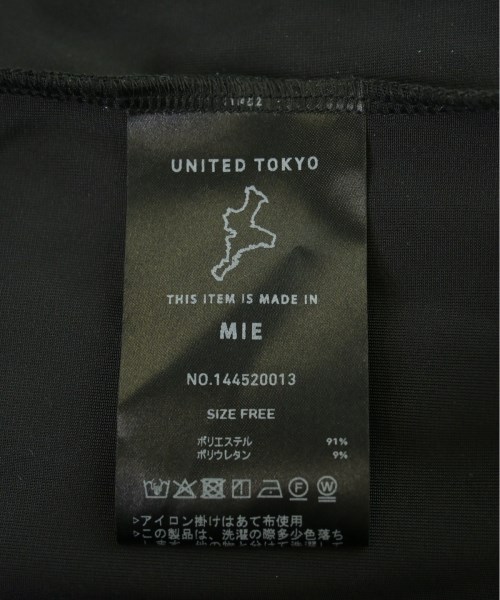 UNITED TOKYO
THIS ITEM IS MADE IN
MIE
NO.144520013
SIZE FREE
ポリエステル 91%
ポリウレタン 9%
>アイロン掛けはあて布使用
>この製品は、洗濯の際多少色落ち